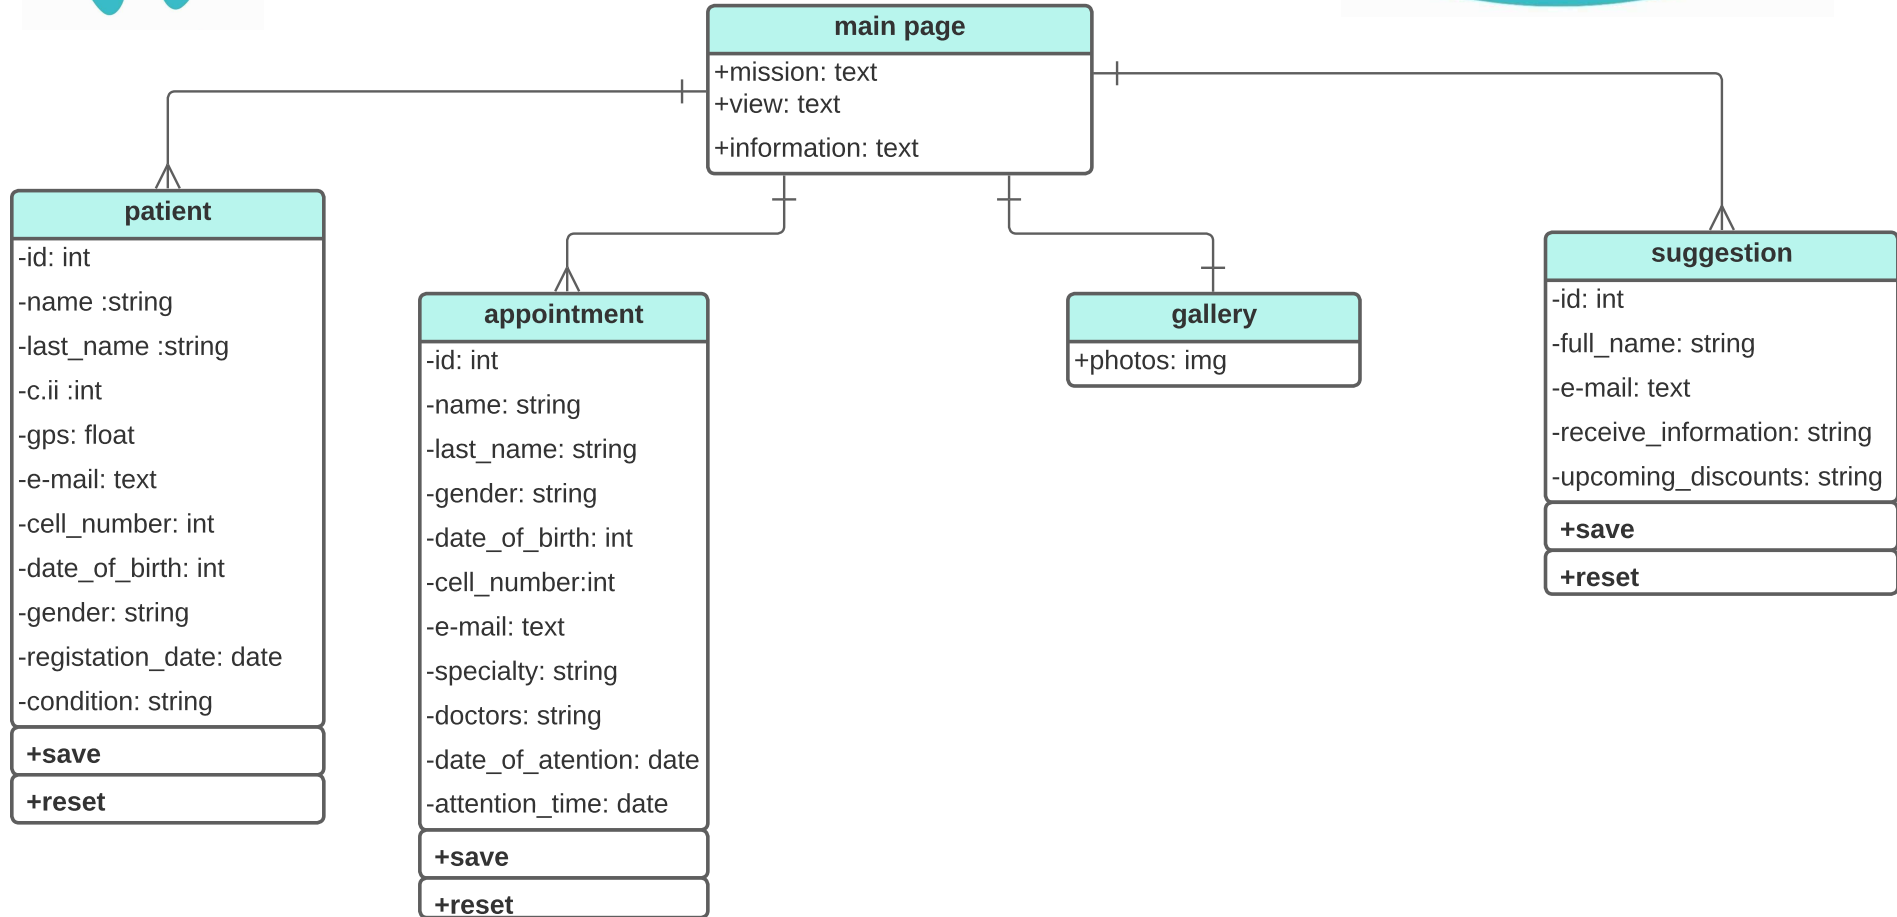 main page
+mission: text
+view: text
+information: text
patient
-id: int
-name :string
-last_name :string
-c.ii :int
-gps: float
-e-mail: text
-cell_number: int
-date_of_birth: int
-gender: string
-registation_date: date
-condition: string
+save
+reset
appointment
-id: int
-name: string
-last_name: string
-gender: string
-date_of_birth: int
-cell_number:int
-e-mail: text
-specialty: string
-doctors: string
-date_of_atention: date
-attention_time: date
+save
+reset
gallery
+photos: img
suggestion
-id: int
-full_name: string
-e-mail: text
-receive_information: string
-upcoming_discounts: string
+save
+reset